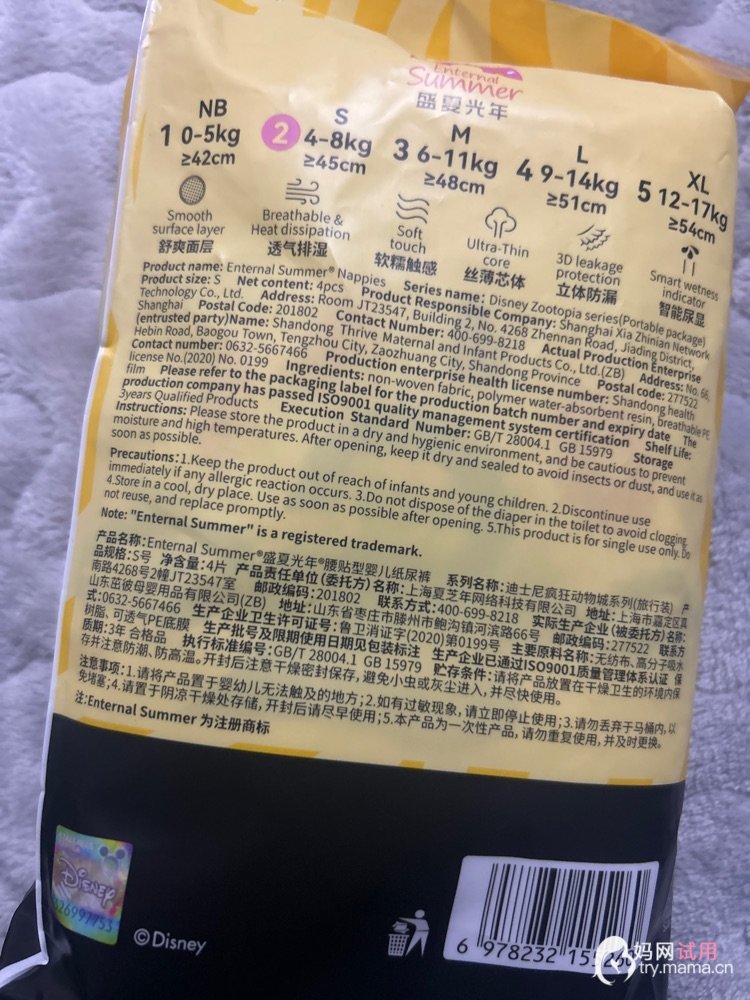 Enternal
Summer
盛夏光年
NB
1 0-5kg
≥42cm
S
2 4-8kg
≥45cm
M
3 6-11kg
≥48cm
L
4 9-14kg
≥51cm
XL
5 12-17kg
≥54cm
Smooth
surface layer
舒爽面层
Breathable &
Heat dissipation
透气排湿
Soft
touch
软糯触感
Ultra-Thin
core
丝薄芯体
3D leakage
protection
立体防漏
Smart wetness
indicator
智能尿显
Product name: Enternal Summer® Nappies Series name: Disney Zootopia series(Portable package)
Product size: S Net content: 4pcs Product Responsible Company: Shanghai Xia Zhinian Network
Technology Co., Ltd. Address: Room JT23547, Building 2, No. 4268 Zhennan Road, Jiading District,
Shanghai Postal Code: 201802 Contact Number: 400-699-8218 Actual Production Enterprise
(entrusted party)Name: Shandong Thrive Maternal and Infant Products Co., Ltd.(ZB) Address: No. 66,
Hebin Road, Baogou Town, Tengzhou City, Zaozhuang City, Shandong Province Postal code: 277522
Contact number: 0632-5667466 Production enterprise health license number: Shandong health
license No.(2020) No. 0199 Ingredients: non-woven fabric, polymer water-absorbent resin, breathable PE
film Please refer to the packaging label for the production batch number and expiry date The
production company has passed ISO9001 quality management system certification Shelf Life:
3years Qualified Products Execution Standard Number: GB/T 28004.1 GB 15979 Storage
Instructions: Please store the product in a dry and hygienic environment, and be cautious to prevent
moisture and high temperatures. After opening, keep it dry and sealed to avoid insects or dust, and use it as
soon as possible.
Precautions:1.Keep the product out of reach of infants and young children. 2.Discontinue use
immediately if any allergic reaction occurs. 3.Do not dispose of the diaper in the toilet to avoid clogging.
4.Store in a cool, dry place. Use as soon as possible after opening. 5.This product is for single use only. Do
not reuse, and replace promptly.
Note: "Enternal Summer" is a registered trademark.
产品名称:Enternal Summer®盛夏光年®腰贴型婴儿纸尿裤 系列名称:迪士尼疯狂动物城系列(旅行装) 产
品规格:S号 净含量:4片 产品责任单位(委托方)名称:上海夏芝年网络科技有限公司 地址:上海市嘉定区真
南路4268号2幢JT23547室 邮政编码:201802 联系方式:400-699-8218 实际生产企业(被委托方)名称:
山东茁彼母婴用品有限公司(ZB) 地址:山东省枣庄市滕州市鲍沟镇河滨路66号 邮政编码:277522 联系方
式:0632-5667466 生产企业卫生许可证号:鲁卫消证字(2020)第0199号 主要原料名称:无纺布、高分子吸水
树脂、可透气PE底膜 生产批号及限期使用日期见包装标注 生产企业已通过ISO9001质量管理体系认证 保
质期:3年 合格品 执行标准编号:GB/T 28004.1 GB 15979 贮存条件:请将产品放置在干燥卫生的环境内保
存并注意防潮、防高温。开封后注意干燥密封保存,避免小虫或灰尘进入,并尽快使用。
注意事项:1.请将产品置于婴幼儿无法触及的地方;2.如有过敏现象,请立即停止使用;3.请勿丢弃于马桶内,以
免堵塞;4.请置于阴凉干燥处存储,开封后请尽早使用;5.本产品为一次性产品,请勿重复使用,并及时更换。
注:Enternal Summer 为注册商标
Disney
©Disney
6 978232
妈网试用
try.mama.cn